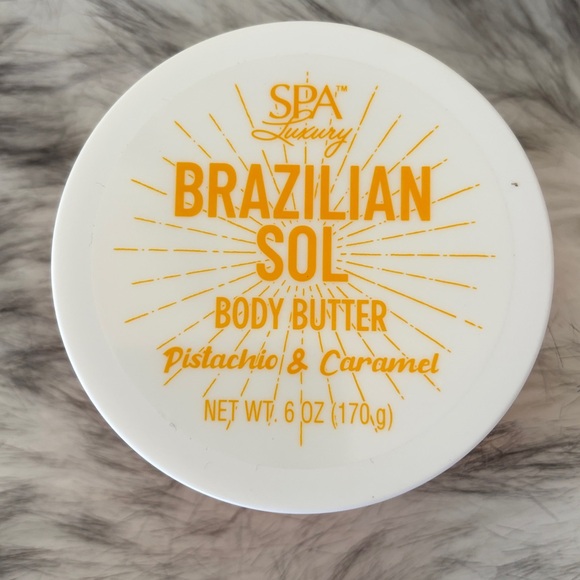 SPA™
Luxury
BRAZILIAN
SOL
BODY BUTTER
Pistachio & Caramel
NET WT. 6 OZ (170 g)